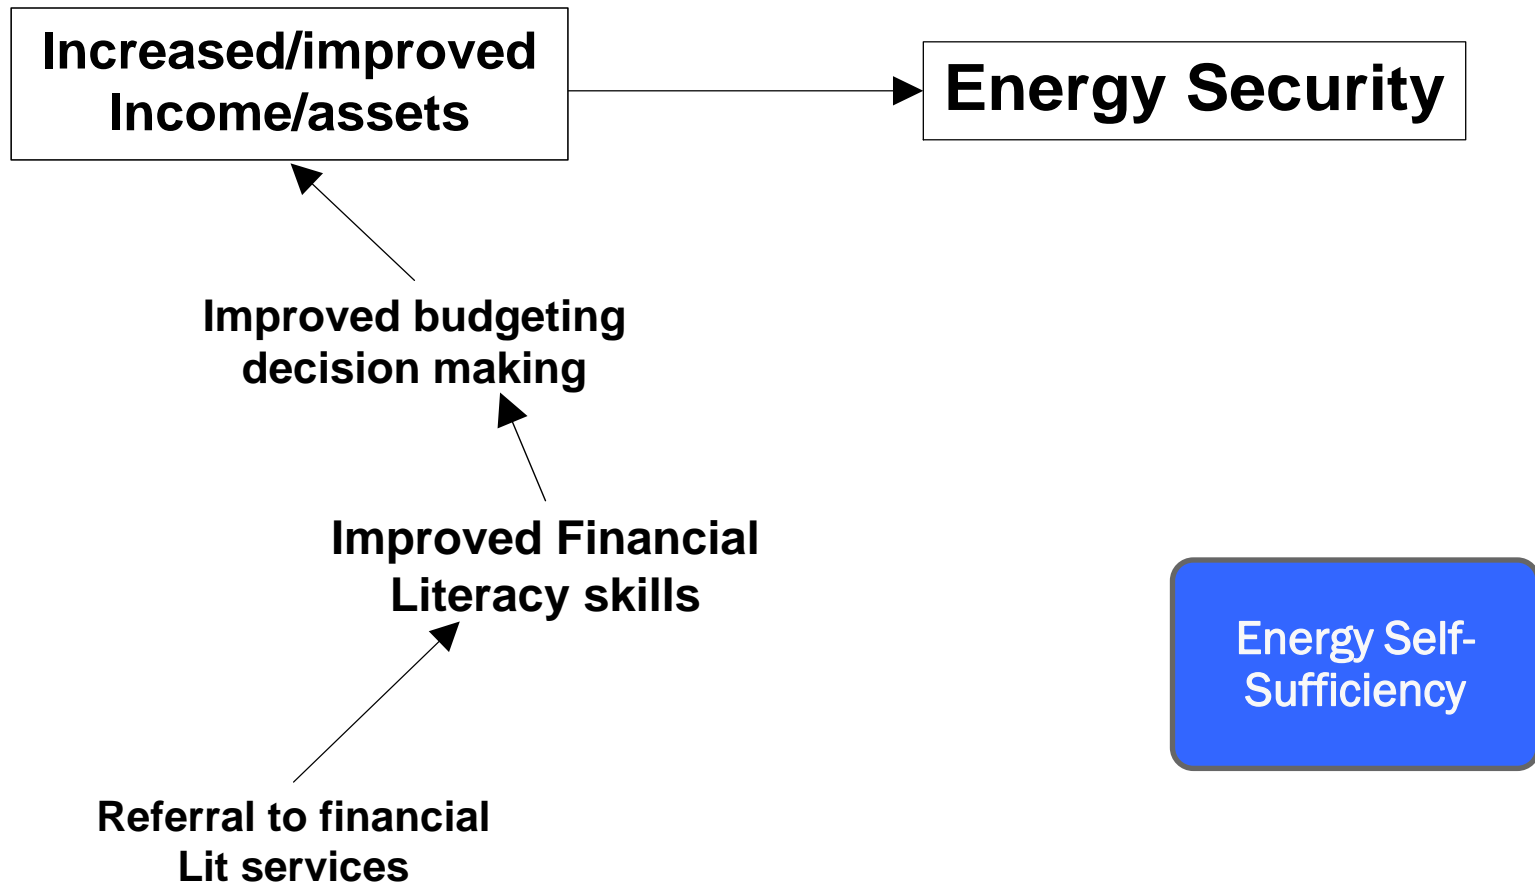 Increased/improved
Income/assets
Energy Security
Improved budgeting
decision making
Improved Financial
Literacy skills
Energy Self-
Sufficiency
Referral to financial
Lit services